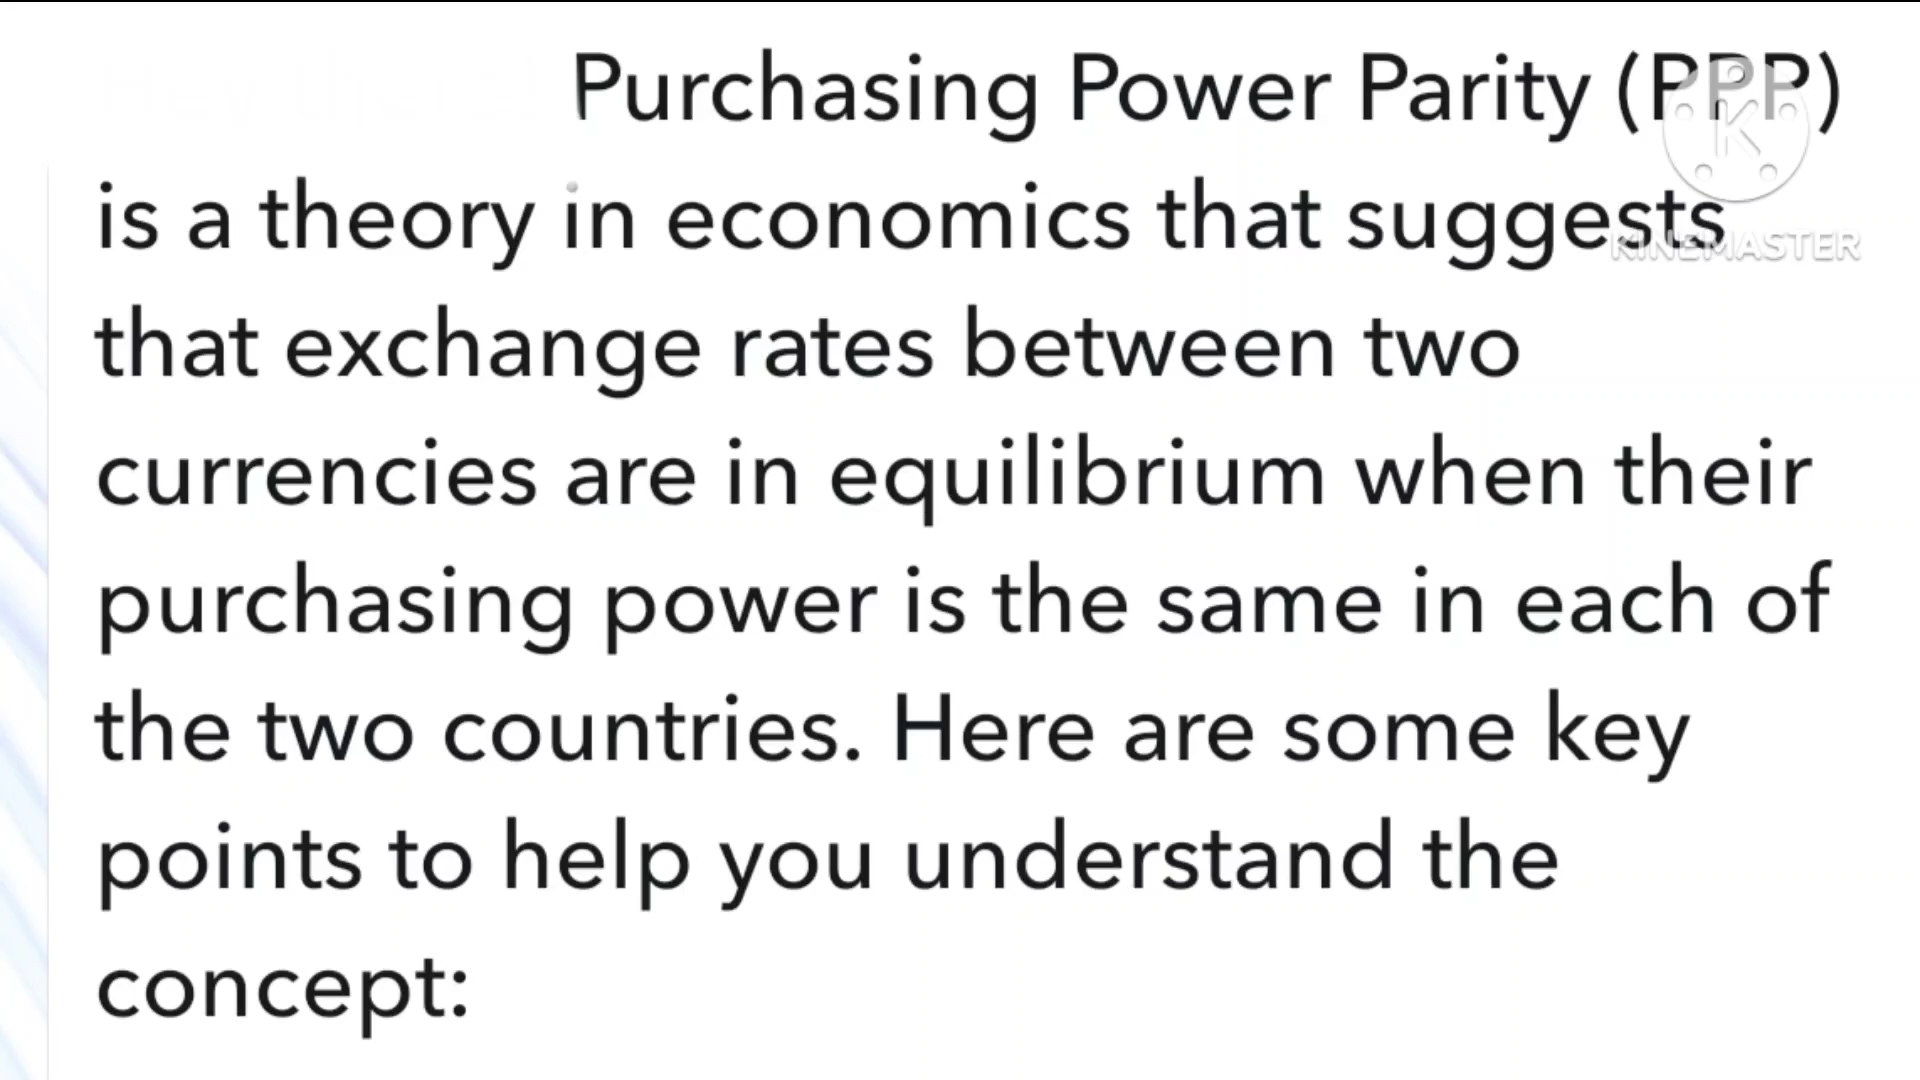 Purchasing Power Parity (PPP)
is a theory in economics that suggests
KINEMASTER
that exchange rates between two
currencies are in equilibrium when their
purchasing power is the same in each of
the two countries. Here are some key
points to help you understand the
concept: